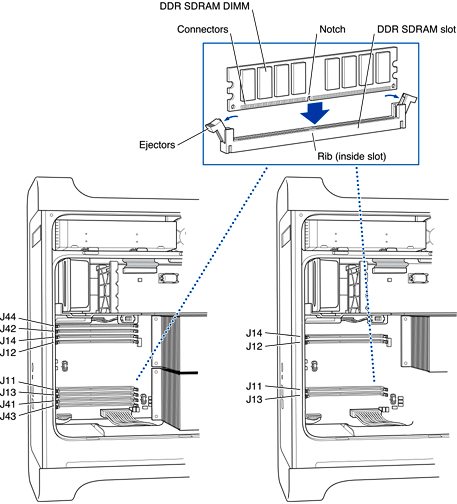 DDR SDRAM DIMM
Connectors
Notch
DDR SDRAM slot
Ejectors
Rib (inside slot)
J44
J42
J14
J12
J11
J13
J41
J43
J14
J12
J11
J13